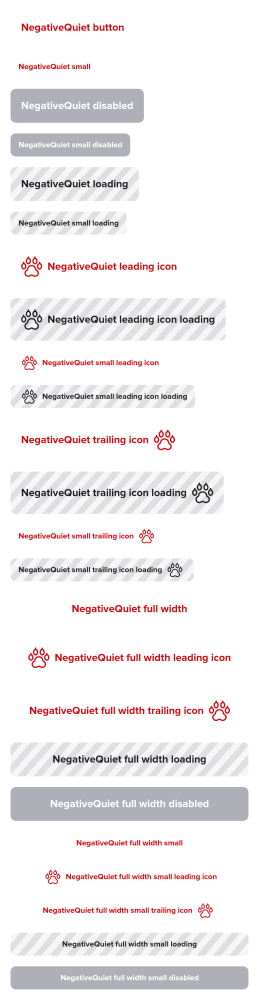 NegativeQuiet button
NegativeQuiet small
NegativeQuiet disabled
NegativeQuiet small disabled
NegativeQuiet loading
NegativeQuiet small loading
NegativeQuiet leading icon
NegativeQuiet leading icon loading
NegativeQuiet small leading icon
NegativeQuiet small leading icon loading
NegativeQuiet trailing icon
NegativeQuiet trailing icon loading
NegativeQuiet small trailing icon
NegativeQuiet small trailing icon loading
NegativeQuiet full width
NegativeQuiet full width leading icon
NegativeQuiet full width trailing icon
NegativeQuiet full width loading
NegativeQuiet full width disabled
NegativeQuiet full width small
NegativeQuiet full width small leading icon
NegativeQuiet full width small trailing icon
NegativeQuiet full width small loading
NegativeQuiet full width small disabled